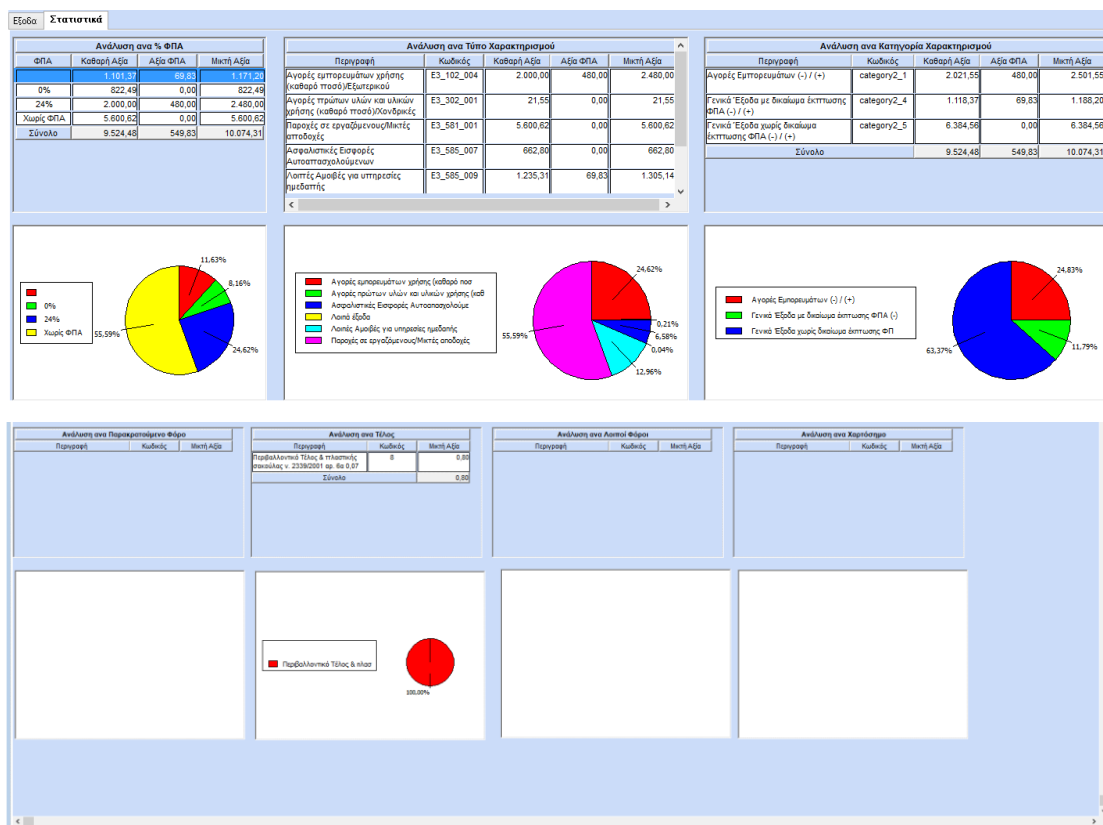 Εξοδα Στατιστικά
Ανάλυση ανα % ΦΠΑ
ΦΠΑ Καθαρή Αξία Αξία ΦΠΑ Μικτή Αξία
1.101,37 69,83 1.171,20
0% 822,49 0,00 822,49
24% 2.000,00 480,00 2.480,00
Χωρίς ΦΠΑ 5.600,62 0,00 5.600,62
Σύνολο 9.524,48 549,83 10.074,31
Ανάλυση ανα Τύπο Χαρακτηρισμού
Περιγραφή Κωδικός Καθαρή Αξία Αξία ΦΠΑ Μικτή Αξία
Αγορές εμπορευμάτων χρήσης E3_102_004 2.000,00 480,00 2.480,00
(καθαρό ποσό)/Εξωτερικού
Αγορές πρώτων υλών και υλικών E3_302_001 21,55 0,00 21,55
χρήσης (καθαρό ποσό)/Χονδρικές
Παροχές σε εργαζόμενους/Μικτές E3_581_001 5.600,62 0,00 5.600,62
αποδοχές
Ασφαλιστικές Εισφορές E3_585_007 662,80 0,00 662,80
Αυτοαπασχολούμενων
Λοιπές Αμοιβές για υπηρεσίες E3_585_009 1.235,31 69,83 1.305,14
ημεδαπής
Ανάλυση ανα Κατηγορία Χαρακτηρισμού
Περιγραφή Κωδικός Καθαρή Αξία Αξία ΦΠΑ Μικτή Αξία
Αγορές Εμπορευμάτων (-) / (+) category2_1 2.021,55 480,00 2.501,55
Γενικά Έξοδα με δικαίωμα έκπτωσης category2_4 1.118,37 69,83 1.188,20
ΦΠΑ (-) / (+)
Γενικά Έξοδα χωρίς δικαίωμα category2_5 6.384,56 0,00 6.384,56
έκπτωσης ΦΠΑ (-) / (+)
Σύνολο 9.524,48 549,83 10.074,31
0%
24%
Χωρίς ΦΠΑ
11,63%
8,16%
24,62%
55,59%
Αγορές εμπορευμάτων χρήσης (καθαρό ποσ
Αγορές πρώτων υλών και υλικών χρήσης (καθ
Ασφαλιστικές Εισφορές Αυτοαπασχολούμε
Λοιπά έξοδα
Λοιπές Αμοιβές για υπηρεσίες ημεδαπής
Παροχές σε εργαζόμενους/Μικτές αποδοχές
24,62%
0,21%
6,58%
0,04%
12,96%
55,59%
Αγορές Εμπορευμάτων (-) / (+)
Γενικά Έξοδα με δικαίωμα έκπτωσης ΦΠΑ (-)
Γενικά Έξοδα χωρίς δικαίωμα έκπτωσης ΦΠ
24,83%
11,79%
63,37%
Ανάλυση ανα Παρακρατούμενο Φόρο
Περιγραφή Κωδικός Μικτή Αξία
Ανάλυση ανα Τέλος
Περιγραφή Κωδικός Μικτή Αξία
Περιβαλλοντικό Τέλος & πλαστικής 8 0,80
σακούλας ν. 2339/2001 αρ. 6α 0,07
Σύνολο 0,80
Ανάλυση ανα Λοιποί Φόροι
Περιγραφή Κωδικός Μικτή Αξία
Ανάλυση ανα Χαρτόσημο
Περιγραφή Κωδικός Μικτή Αξία
Περιβαλλοντικό Τέλος & πλασ
100,00%